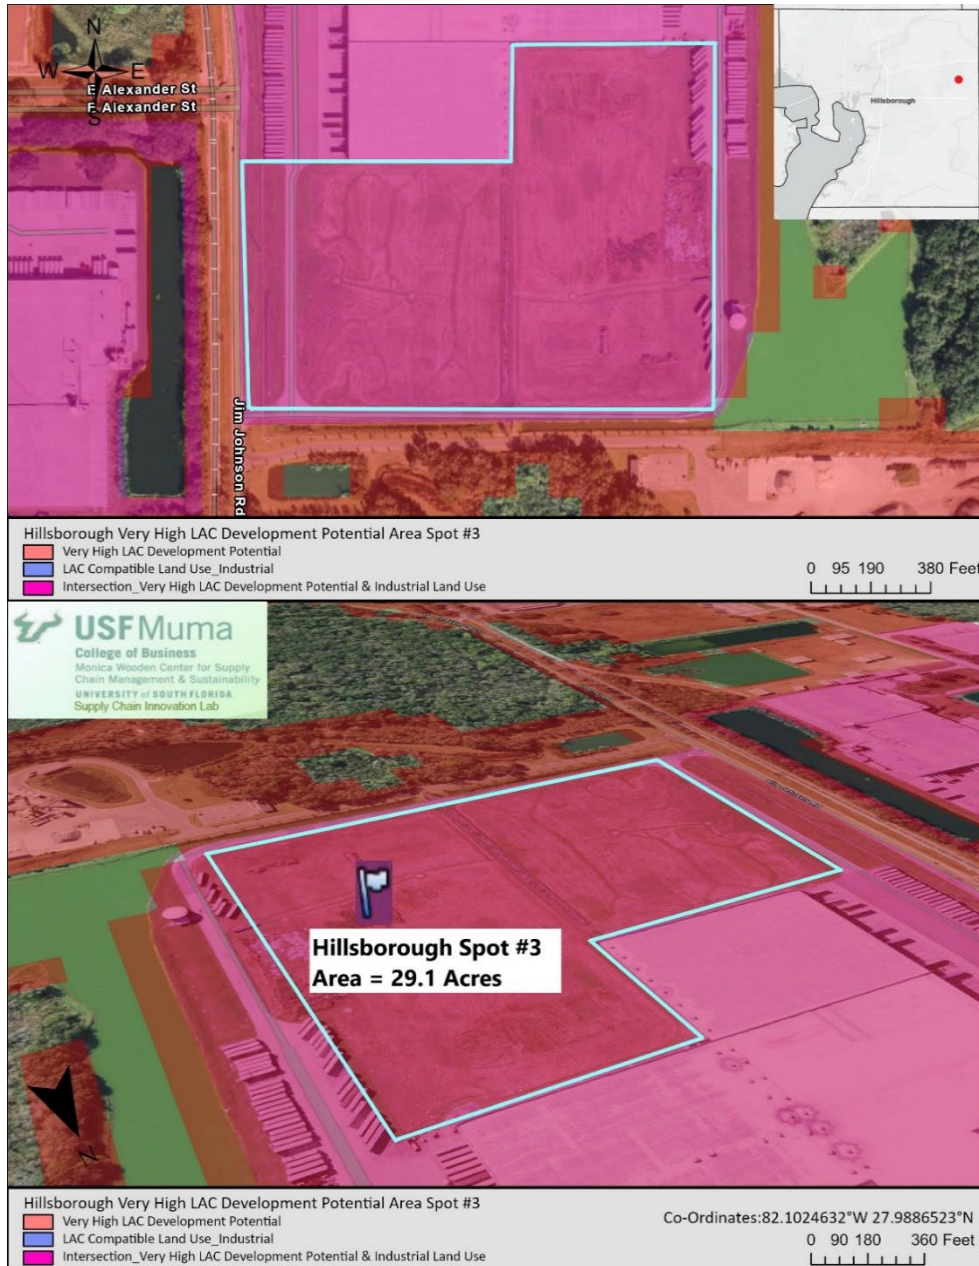 N
W E
S
E Alexander St
E Alexander St
Hillsborough
Jim Johnson Rd
Hillsborough Very High LAC Development Potential Area Spot #3
Very High LAC Development Potential
LAC Compatible Land Use_Industrial
Intersection_Very High LAC Development Potential & Industrial Land Use
0 95 190 380 Feet
USF Muma
College of Business
Monica Wooden Center for Supply
Chain Management & Sustainability
UNIVERSITY of SOUTH FLORIDA
Supply Chain Innovation Lab
Hillsborough Spot #3
Area = 29.1 Acres
N
Hillsborough Very High LAC Development Potential Area Spot #3
Very High LAC Development Potential
LAC Compatible Land Use_Industrial
Intersection_Very High LAC Development Potential & Industrial Land Use
Co-Ordinates:82.1024632°W 27.9886523°N
0 90 180 360 Feet